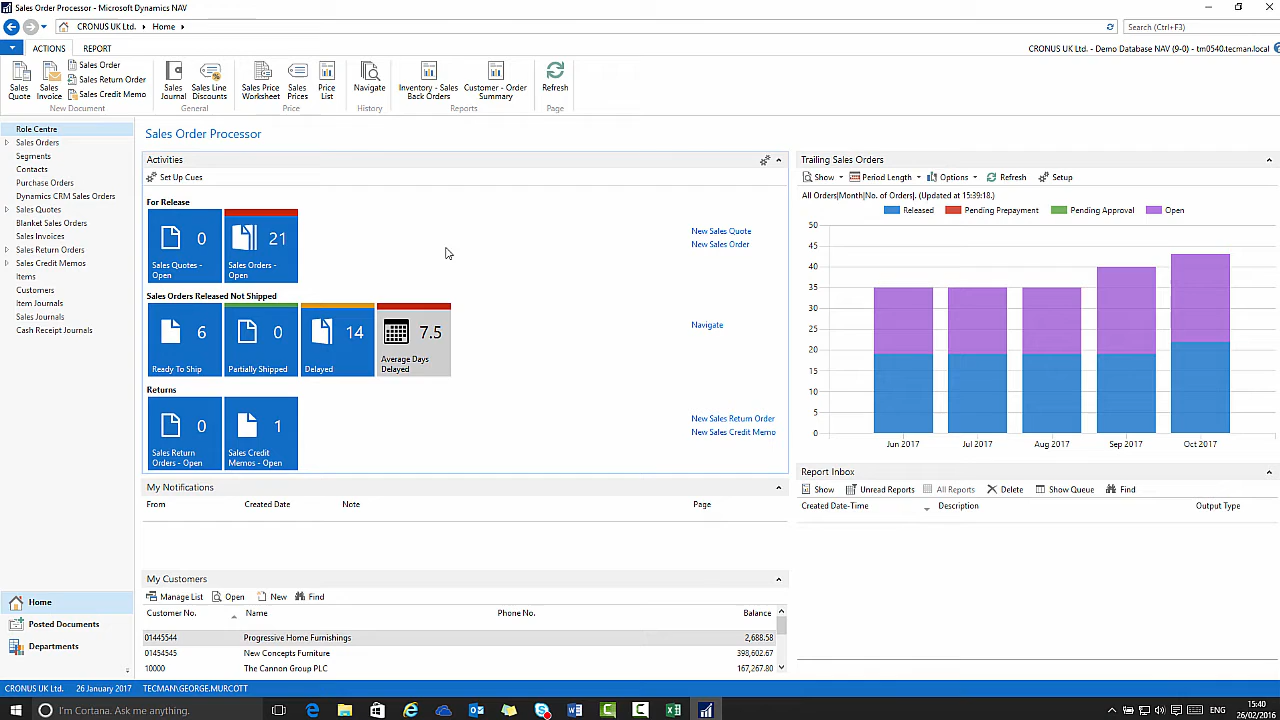 Sales Order Processor - Microsoft Dynamics NAV
CRONUS UK Ltd. Home
Search (Ctrl+F3)
ACTIONS REPORT
CRONUS UK Ltd. - Demo Database NAV (9-0) - tm0540.tecman.local
Sales Quote
Sales Invoice
Sales Order
Sales Return Order
Sales Credit Memo
New Document
Sales Journal
Sales Line Discounts
General
Sales Price Worksheet
Sales Prices
Price List
Price
Navigate
History
Inventory - Sales Back Orders
Customer - Order Summary
Reports
Refresh
Page
Role Centre
Sales Orders
Segments
Contacts
Purchase Orders
Dynamics CRM Sales Orders
Sales Quotes
Blanket Sales Orders
Sales Invoices
Sales Return Orders
Sales Credit Memos
Items
Customers
Item Journals
Sales Journals
Cash Receipt Journals
Home
Posted Documents
Departments
Sales Order Processor
Activities
Set Up Cues
For Release
0
Sales Quotes - Open
21
Sales Orders - Open
New Sales Quote
New Sales Order
Sales Orders Released Not Shipped
6
Ready To Ship
0
Partially Shipped
14
Delayed
7.5
Average Days Delayed
Navigate
Returns
0
Sales Return Orders - Open
1
Sales Credit Memos - Open
New Sales Return Order
New Sales Credit Memo
My Notifications
From Created Date Note Page
My Customers
Manage List Open New Find
Customer No. Name Phone No. Balance
01445544 Progressive Home Furnishings 2,688.58
01454545 New Concepts Furniture 398,602.67
10000 The Cannon Group PLC 167,267.80
Trailing Sales Orders
Show Period Length Options Refresh Setup
All Orders|Month|No. of Orders|. (Updated at 15:39:18.)
Released Pending Prepayment Pending Approval Open
50
45
40
35
30
25
20
15
10
5
0
Jun 2017 Jul 2017 Aug 2017 Sep 2017 Oct 2017
Report Inbox
Show Unread Reports All Reports Delete Show Queue Find
Created Date-Time Description Output Type
CRONUS UK Ltd. 26 January 2017 TECMAN\GEORGE.MURCOTT
I'm Cortana. Ask me anything.
ENG
15:40
26/02/2016